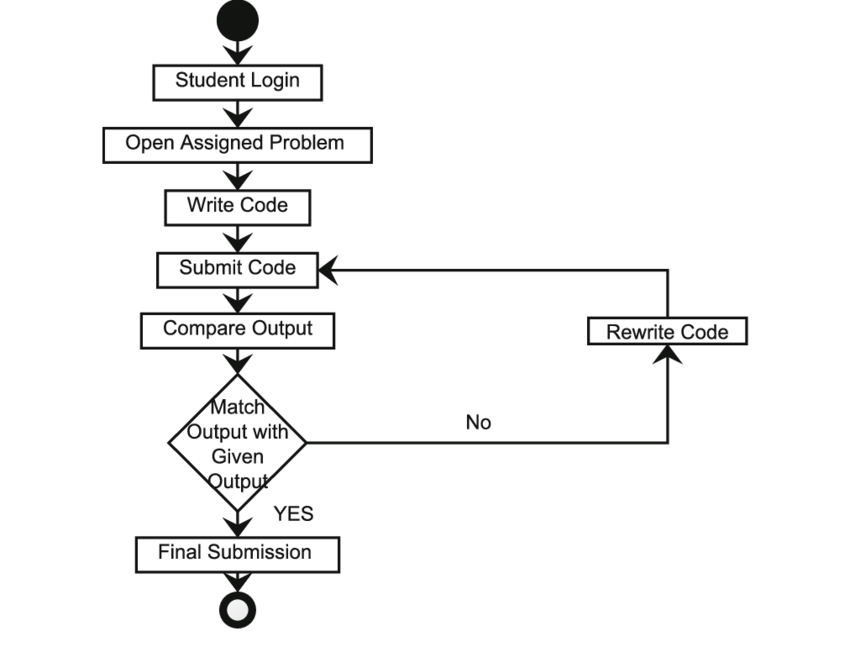 Student Login
Open Assigned Problem
Write Code
Submit Code
Compare Output
Rewrite Code
Match
Output with
Given
Output
No
YES
Final Submission